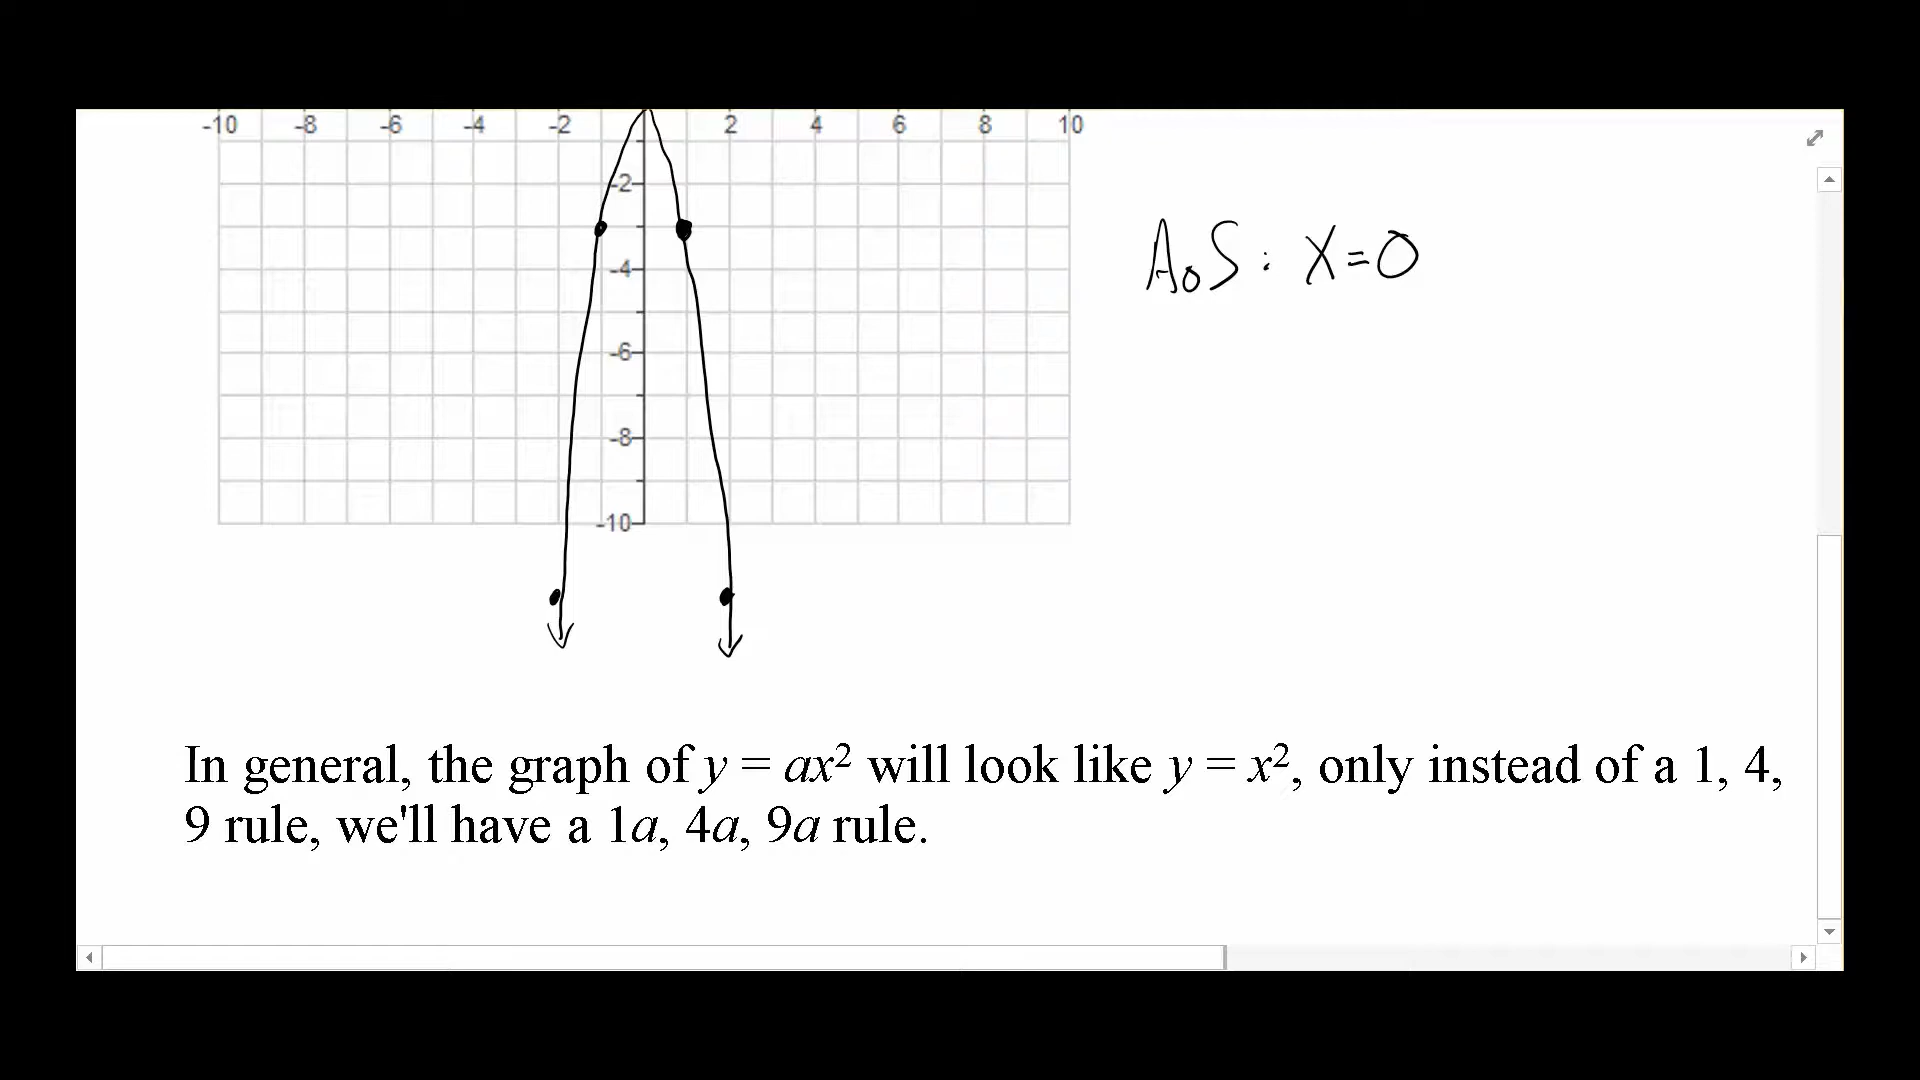 -10 -8 -6 -4 -2 2 4 6 8 10
-2
AoS: X=0
-4
-6
-8
-10
In general, the graph of y = ax² will look like y = x², only instead of a 1, 4,
9 rule, we'll have a 1a, 4a, 9a rule.